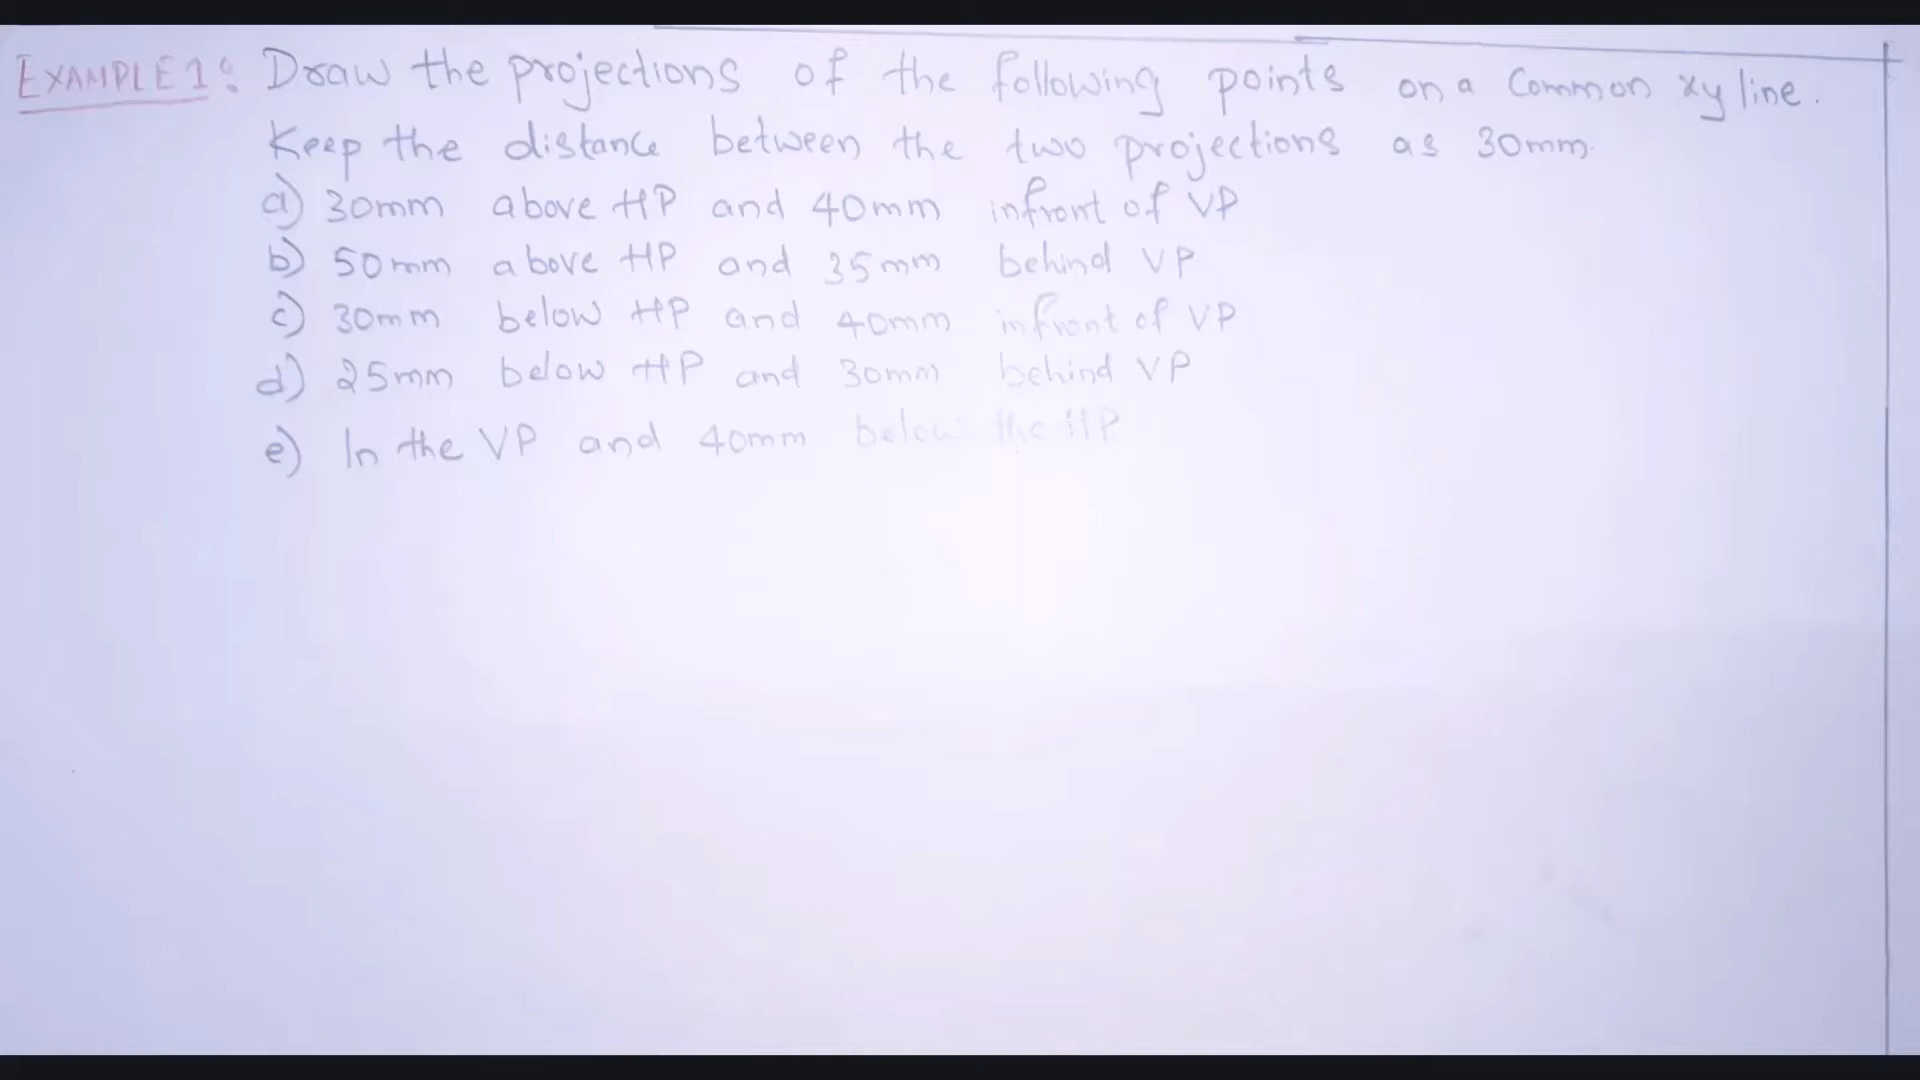 EXAMPLE 1: Draw the projections of the following points on a common xy line.
Keep the distance between the two projections as 30mm.
a) 30mm above HP and 40mm infront of VP
b) 50mm above HP and 35mm behind VP
c) 30mm below HP and 40mm infront of VP
d) 25mm below HP and 30mm behind VP
e) In the VP and 40mm below the HP